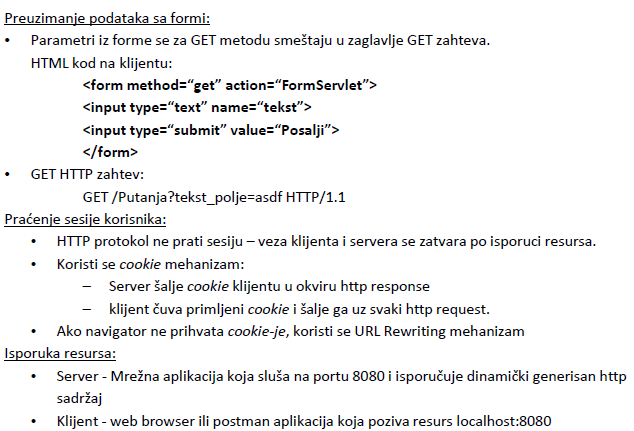 Preuzimanje podataka sa formi:
• Parametri iz forme se za GET metodu smeštaju u zaglavlje GET zahteva.
HTML kod na klijentu:
<form method=“get” action=“FormServlet”>
<input type=“text” name=“tekst”>
<input type=“submit” value=“Posalji”>
</form>
• GET HTTP zahtev:
GET /Putanja?tekst_polje=asdf HTTP/1.1
Praćenje sesije korisnika:
• HTTP protokol ne prati sesiju – veza klijenta i servera se zatvara po isporuci resursa.
• Koristi se cookie mehanizam:
– Server šalje cookie klijentu u okviru http response
– klijent čuva primljeni cookie i šalje ga uz svaki http request.
• Ako navigator ne prihvata cookie-je, koristi se URL Rewriting mehanizam
Isporuka resursa:
• Server - Mrežna aplikacija koja sluša na portu 8080 i isporučuje dinamički generisan http
sadržaj
• Klijent - web browser ili postman aplikacija koja poziva resurs localhost:8080